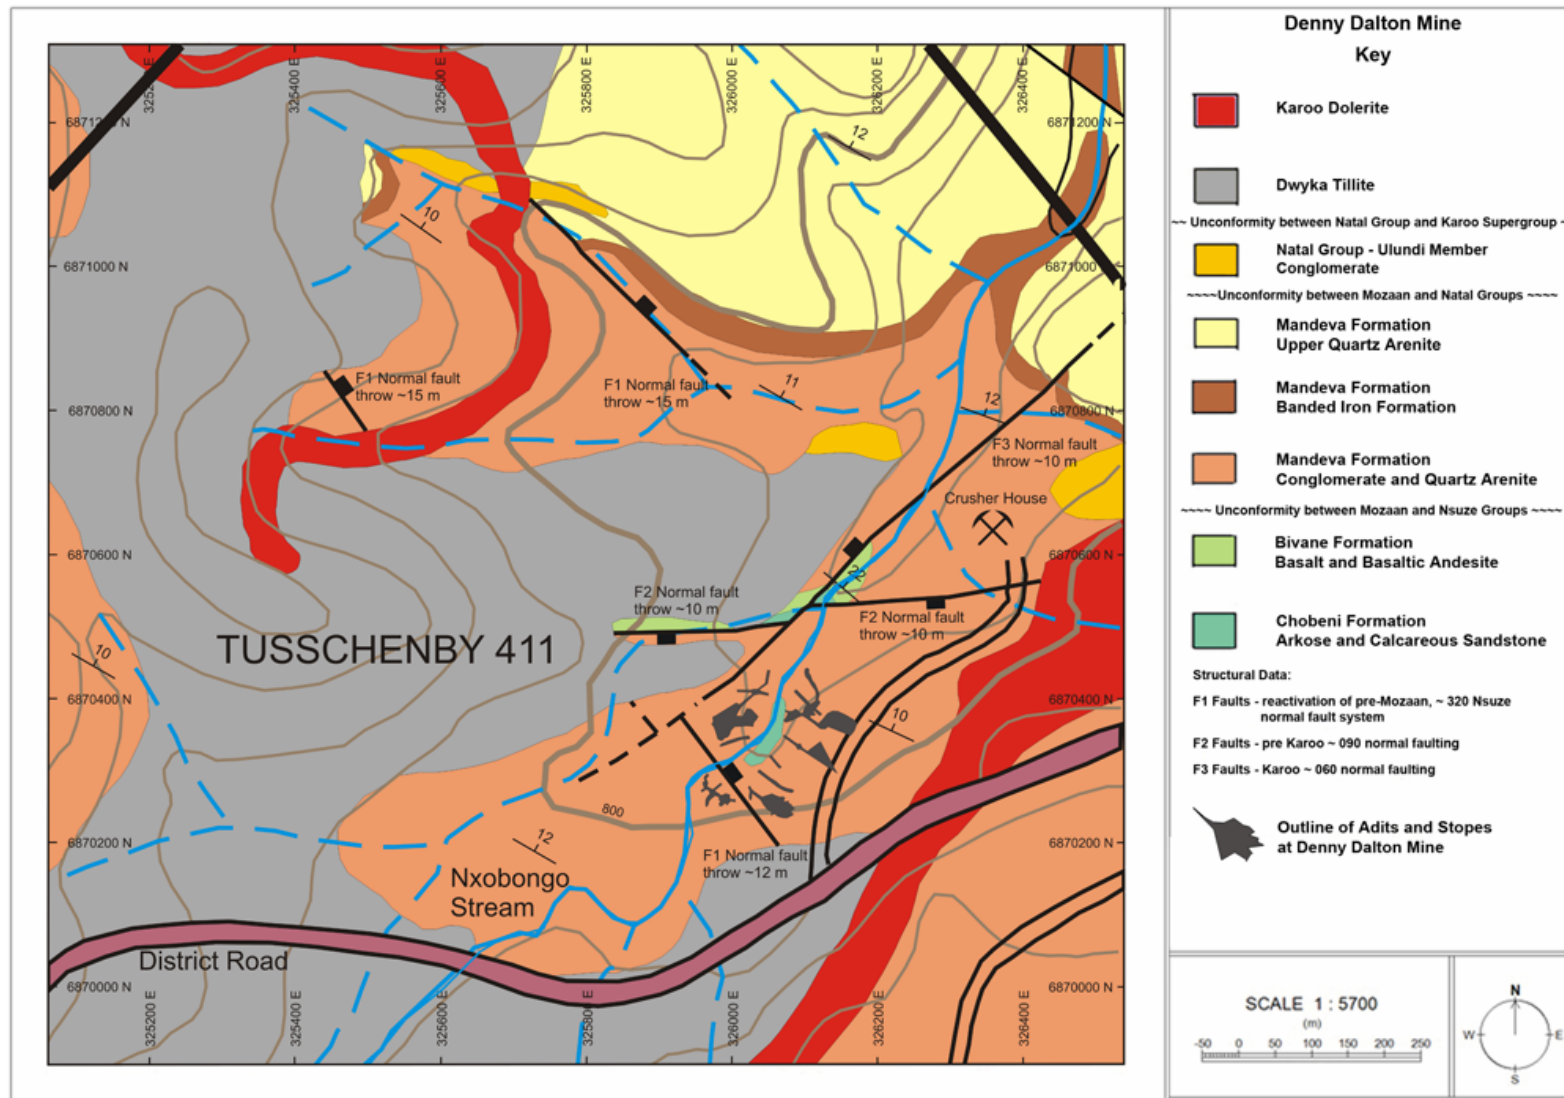 325200 E
325400 E
325600 E
325800 E
326000 E
326200 E
326400 E
6871200 N
6871200 N
12
10
6871000 N
6871000 N
F1 Normal fault
throw ~15 m
F1 Normal fault
throw ~15 m
11
12
6870800 N
6870800 N
F3 Normal fault
throw ~10 m
Crusher House
6870600 N
6870600 N
22
F2 Normal fault
throw ~10 m
F2 Normal fault
throw ~10 m
TUSSCHENBY 411
10
6870400 N
6870400 N
10
800
12
6870200 N
6870200 N
F1 Normal fault
throw ~12 m
Nxobongo
Stream
District Road
6870000 N
6870000 N
325200 E
325400 E
325600 E
325800 E
326000 E
326200 E
326400 E
Denny Dalton Mine
Key
Karoo Dolerite
Dwyka Tillite
~~ Unconformity between Natal Group and Karoo Supergroup ~
Natal Group - Ulundi Member
Conglomerate
~~~~Unconformity between Mozaan and Natal Groups ~~~~
Mandeva Formation
Upper Quartz Arenite
Mandeva Formation
Banded Iron Formation
Mandeva Formation
Conglomerate and Quartz Arenite
~~~~ Unconformity between Mozaan and Nsuze Groups ~~~~
Bivane Formation
Basalt and Basaltic Andesite
Chobeni Formation
Arkose and Calcareous Sandstone
Structural Data:
F1 Faults - reactivation of pre-Mozaan, ~ 320 Nsuze
normal fault system
F2 Faults - pre Karoo ~ 090 normal faulting
F3 Faults - Karoo ~ 060 normal faulting
Outline of Adits and Stopes
at Denny Dalton Mine
SCALE 1 : 5700
(m)
-50 0 50 100 150 200 250
N
W E
S